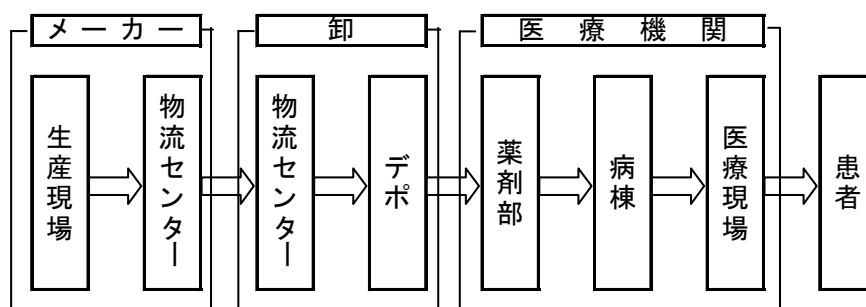 メーカー
卸
医療機関
生産現場
物流センター
物流センター
デポ
薬剤部
病棟
医療現場
患者